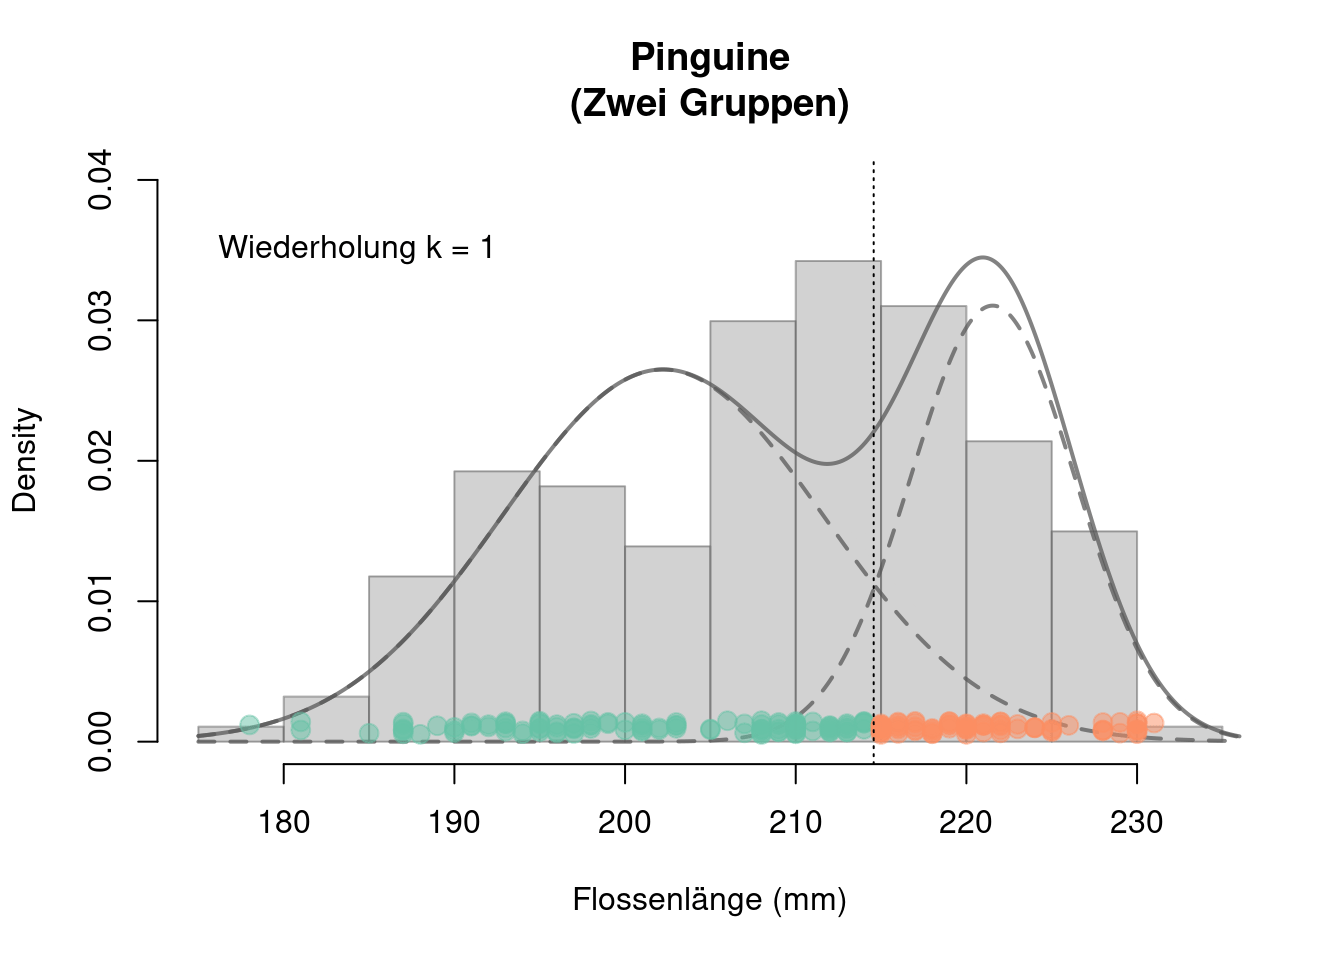 Pinguine
(Zwei Gruppen)
Wiederholung k = 1
Density
0.04
0.03
0.02
0.01
0.00
180 190 200 210 220 230
Flossenlänge (mm)